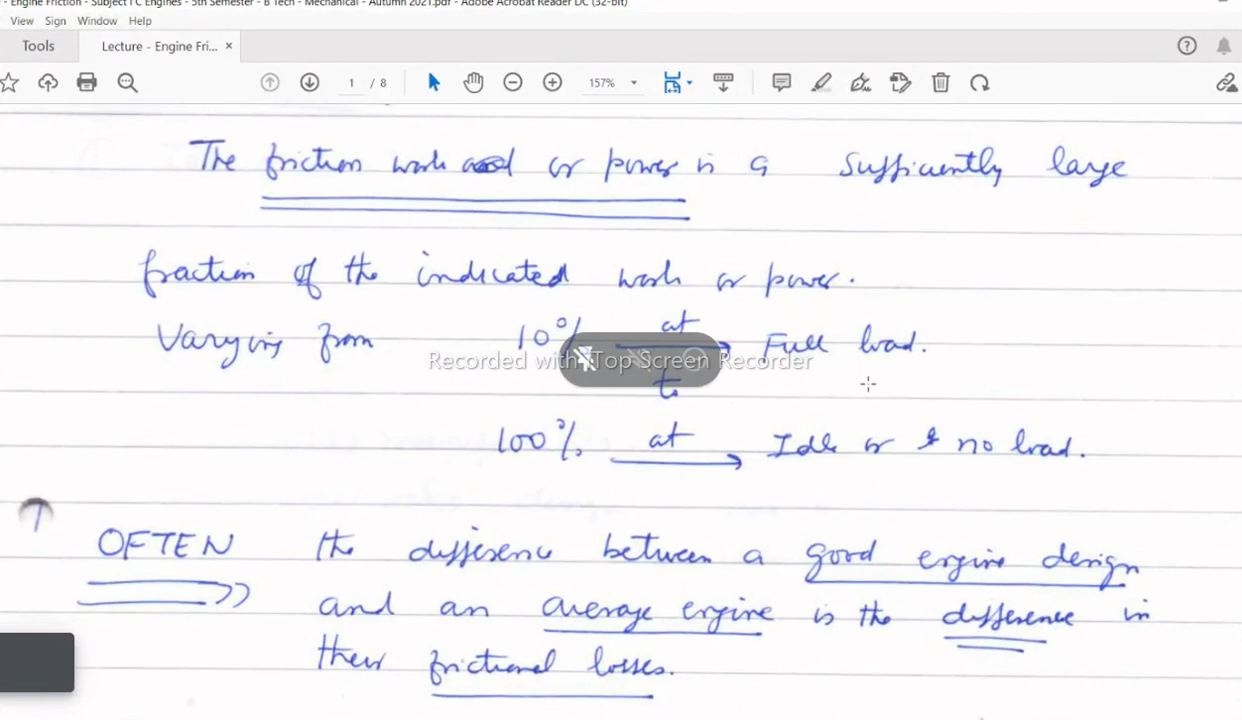 - Engine Friction - Subject I C Engines - 5th Semester - B Tech - Mechanical - Autumn 2021.pdf - Adobe Acrobat Reader DC (32-bit)
View Sign Window Help
Tools Lecture - Engine Fri... ×
1 / 8 157%
The friction work or power is a sufficiently large
fraction of the indicated work or power.
Varying from 10% at Full load.
Recorded with iTop Screen Recorder
to
100% at Idle or no load.
OFTEN the difference between a good engine design
and an average engine is the difference in
their frictional losses.